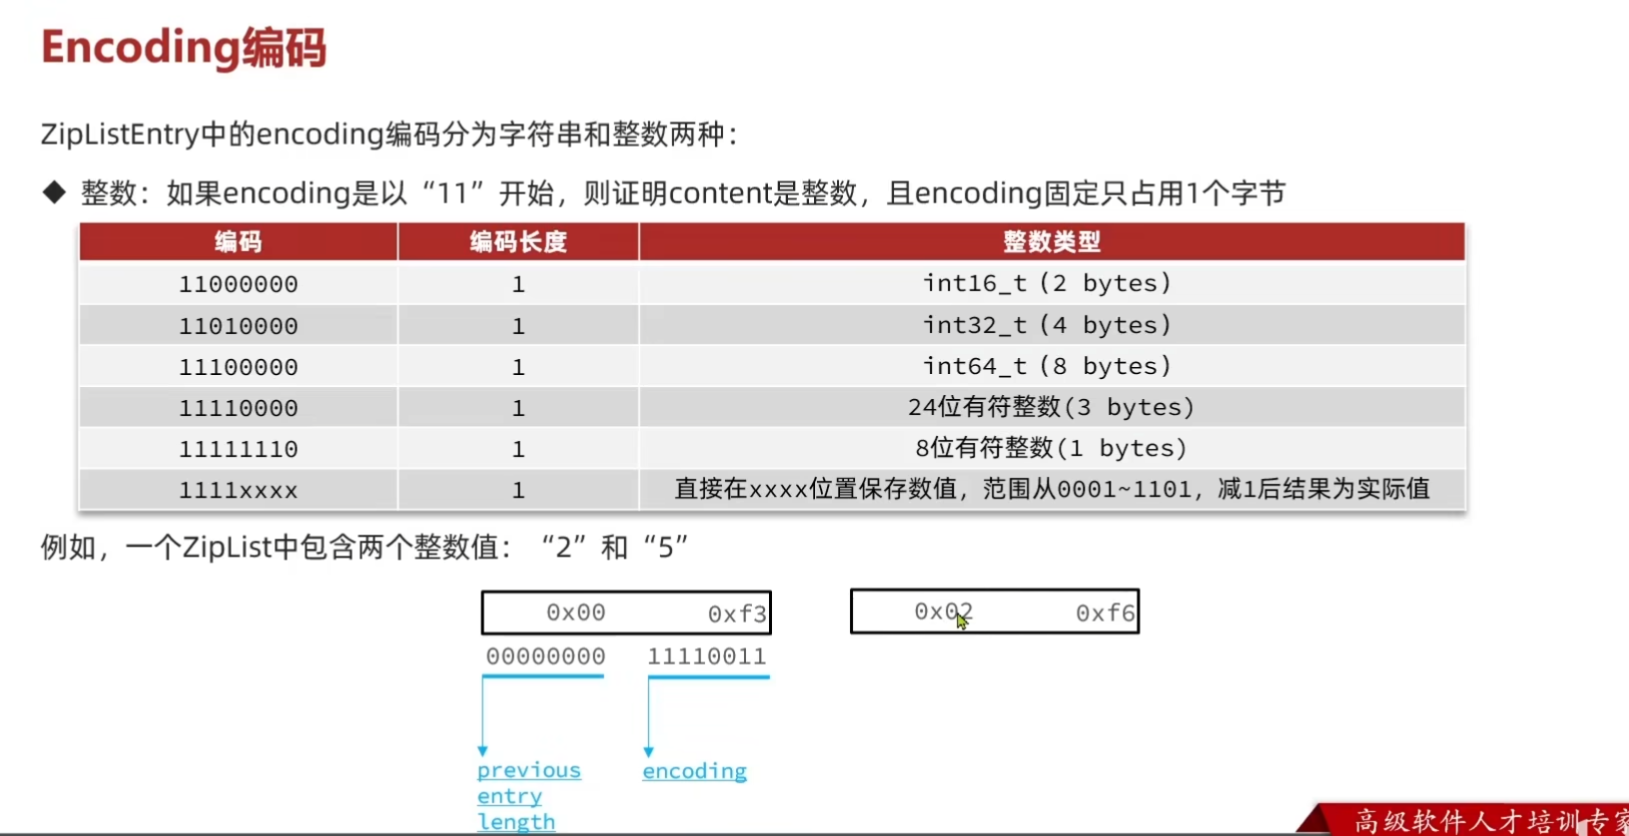 Encoding编码
ZipListEntry中的encoding编码分为字符串和整数两种：
◆ 整数：如果encoding是以“11”开始，则证明content是整数，且encoding固定只占用1个字节
编码 编码长度 整数类型
11000000 1 int16_t（2 bytes）
11010000 1 int32_t（4 bytes）
11100000 1 int64_t（8 bytes）
11110000 1 24位有符整数(3 bytes)
11111110 1 8位有符整数(1 bytes)
1111xxxx 1 直接在xxxx位置保存数值，范围从0001~1101，减1后结果为实际值
例如，一个ZipList中包含两个整数值：“2”和“5”
0x00 0xf3 0x02 0xf6
00000000 11110011
previous encoding
entry
length
高级软件人才培训专家